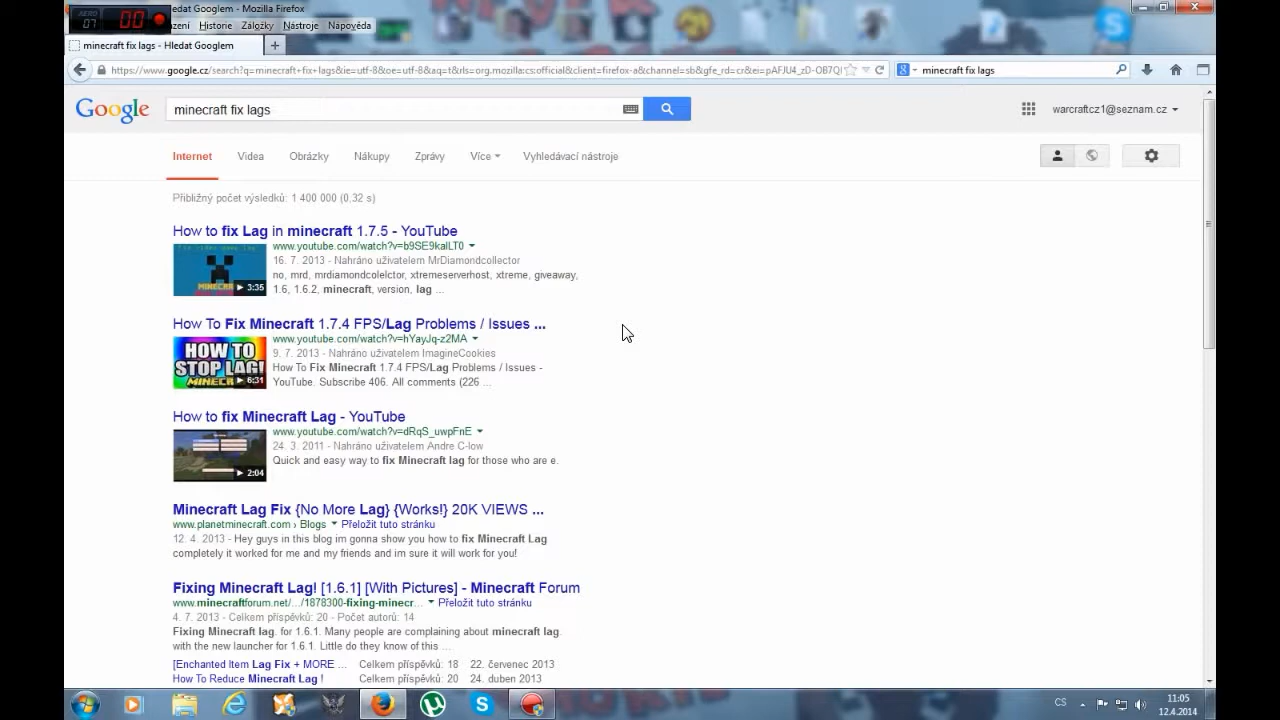 Hledat Googlem - Mozilla Firefox
AERO
07
00
zení Historie Záložky Nástroje Nápověda
minecraft fix lags - Hledat Googlem +
https://www.google.cz/search?q=minecraft+fix+lags&ie=utf-8&oe=utf-8&aq=t&rls=org.mozilla:cs:official&client=firefox-a&channel=sb&gfe_rd=cr&ei=pAFJU4_zD-OB7QI
minecraft fix lags
Google
minecraft fix lags
warcraftcz1@seznam.cz
Internet Videa Obrázky Nákupy Zprávy Více Vyhledávací nástroje
Přibližný počet výsledků: 1 400 000 (0,32 s)
How to fix Lag in minecraft 1.7.5 - YouTube
www.youtube.com/watch?v=b9SE9kalLT0
16. 7. 2013 - Nahráno uživatelem MrDiamondcollector
no, mrd, mrdiamondcolelctor, xtremeserverhost, xtreme, giveaway,
1.6, 1.6.2, minecraft, version, lag ...
3:35
How To Fix Minecraft 1.7.4 FPS/Lag Problems / Issues ...
www.youtube.com/watch?v=hYayJq-z2MA
9. 7. 2013 - Nahráno uživatelem ImagineCookies
How To Fix Minecraft 1.7.4 FPS/Lag Problems / Issues -
YouTube. Subscribe 406. All comments (226 ...
HOW TO
STOP LAG!
6:31
How to fix Minecraft Lag - YouTube
www.youtube.com/watch?v=dRqS_uwpFnE
24. 3. 2011 - Nahráno uživatelem Andre C-low
Quick and easy way to fix Minecraft lag for those who are e.
2:04
Minecraft Lag Fix {No More Lag} {Works!} 20K VIEWS ...
www.planetminecraft.com › Blogs Přeložit tuto stránku
12. 4. 2013 - Hey guys in this blog im gonna show you how to fix Minecraft Lag
completely it worked for me and my friends and im sure it will work for you!
Fixing Minecraft Lag! [1.6.1] [With Pictures] - Minecraft Forum
www.minecraftforum.net/.../1878300-fixing-minecr... Přeložit tuto stránku
4. 7. 2013 - Celkem příspěvků: 20 - Počet autorů: 14
Fixing Minecraft lag. for 1.6.1. Many people are complaining about minecraft lag.
with the new launcher for 1.6.1. Little do they know of this ...
[Enchanted Item Lag Fix + MORE ... Celkem příspěvků: 18 22. červenec 2013
How To Reduce Minecraft Lag ! Celkem příspěvků: 20 24. duben 2013
CS
11:05
12.4.2014